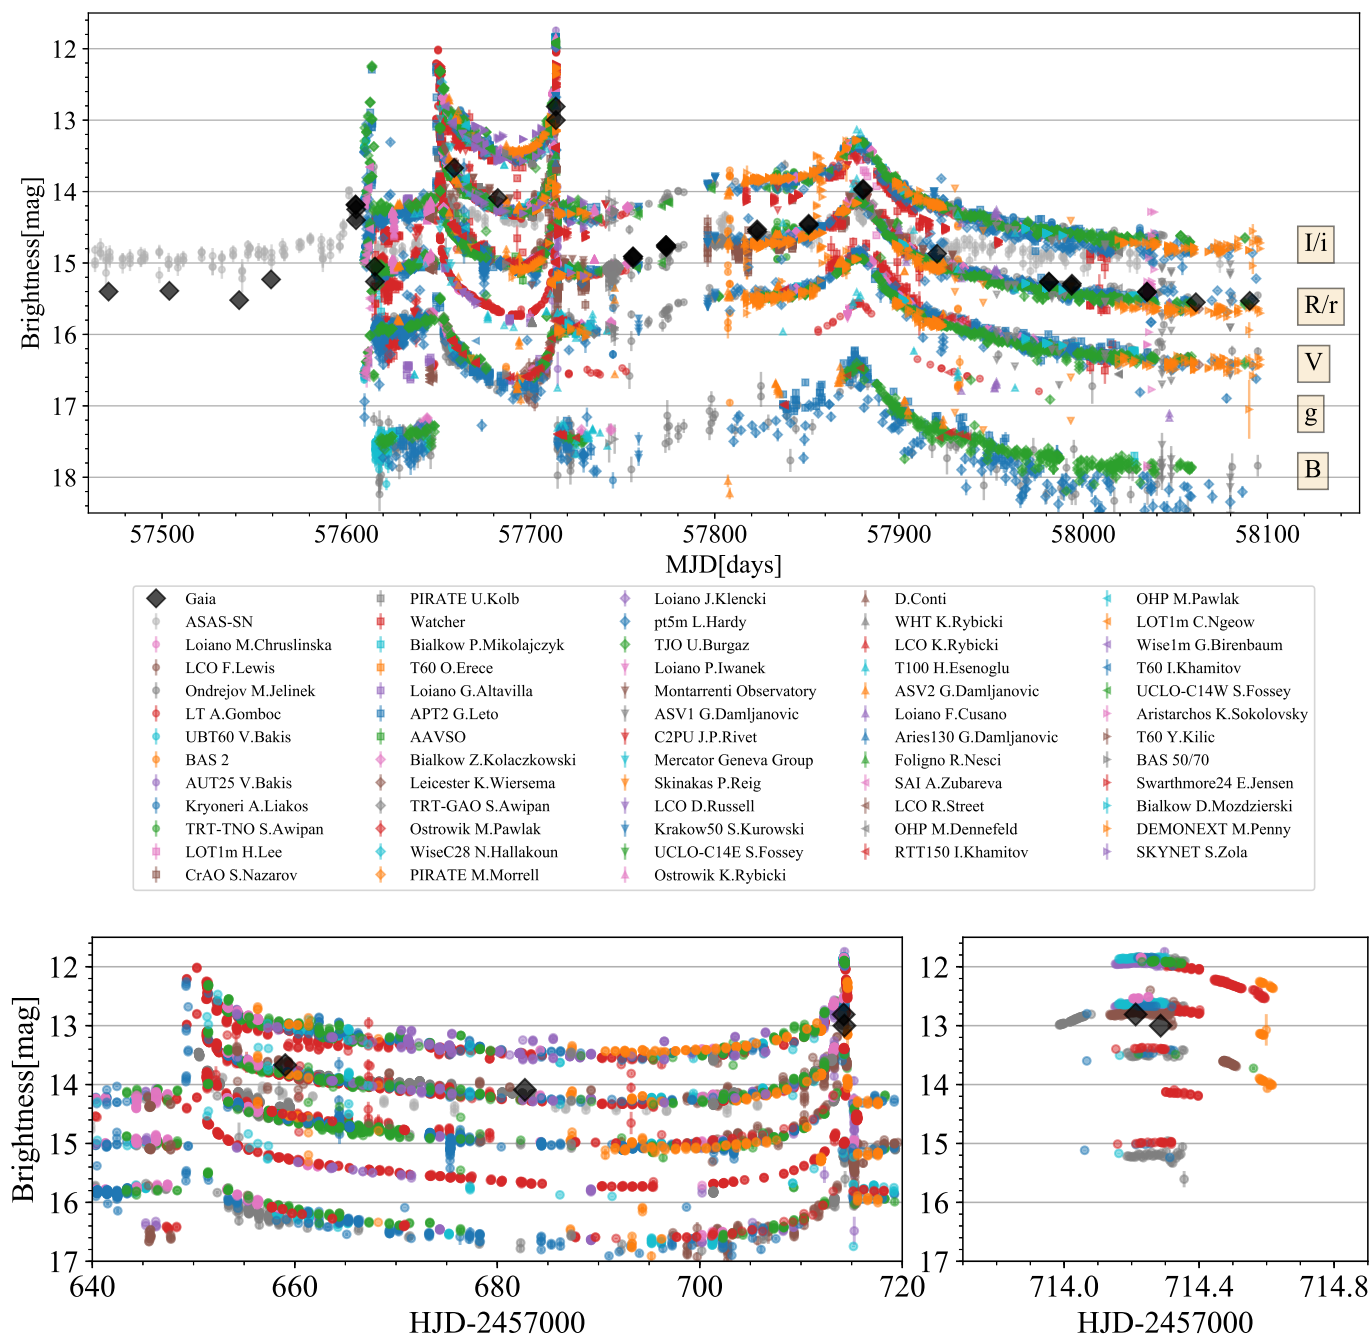 12
13
14
15
16
17
18
Brightness[mag]
I/i
R/r
V
g
B
57500 57600 57700 57800 57900 58000 58100
MJD[days]
Gaia PIRATE U.Kolb Loiano J.Klencki D.Conti OHP M.Pawlak
ASAS-SN Watcher pt5m L.Hardy WHT K.Rybicki LOT1m C.Ngeow
Loiano M.Chruslinska Bialkow P.Mikolajczyk TJO U.Burgaz LCO K.Rybicki Wise1m G.Birenbaum
LCO F.Lewis T60 O.Erece Loiano P.Iwanek T100 H.Esenoglu T60 I.Khamitov
Ondrejov M.Jelinek Loiano G.Altavilla Montarrenti Observatory ASV2 G.Damljanovic UCLO-C14W S.Fossey
LT A.Gomboc APT2 G.Leto ASV1 G.Damljanovic Loiano F.Cusano Aristarchos K.Sokolovsky
UBT60 V.Bakis AAVSO C2PU J.P.Rivet Aries130 G.Damljanovic T60 Y.Kilic
BAS 2 Bialkow Z.Kolaczkowski Mercator Geneva Group Foligno R.Nesci BAS 50/70
AUT25 V.Bakis Leicester K.Wiersema Skinakas P.Reig SAI A.Zubareva Swarthmore24 E.Jensen
Kryoneri A.Liakos TRT-GAO S.Awipan LCO D.Russell LCO R.Street Bialkow D.Mozdzierski
TRT-TNO S.Awipan Ostrowik M.Pawlak Krakow50 S.Kurowski OHP M.Dennefeld DEMONEXT M.Penny
LOT1m H.Lee WiseC28 N.Hallakoun UCLO-C14E S.Fossey RTT150 I.Khamitov SKYNET S.Zola
CrAO S.Nazarov PIRATE M.Morrell Ostrowik K.Rybicki
12
13
14
15
16
17
Brightness[mag]
640 660 680 700 720
HJD-2457000
12
13
14
15
16
17
714.0 714.4 714.8
HJD-2457000